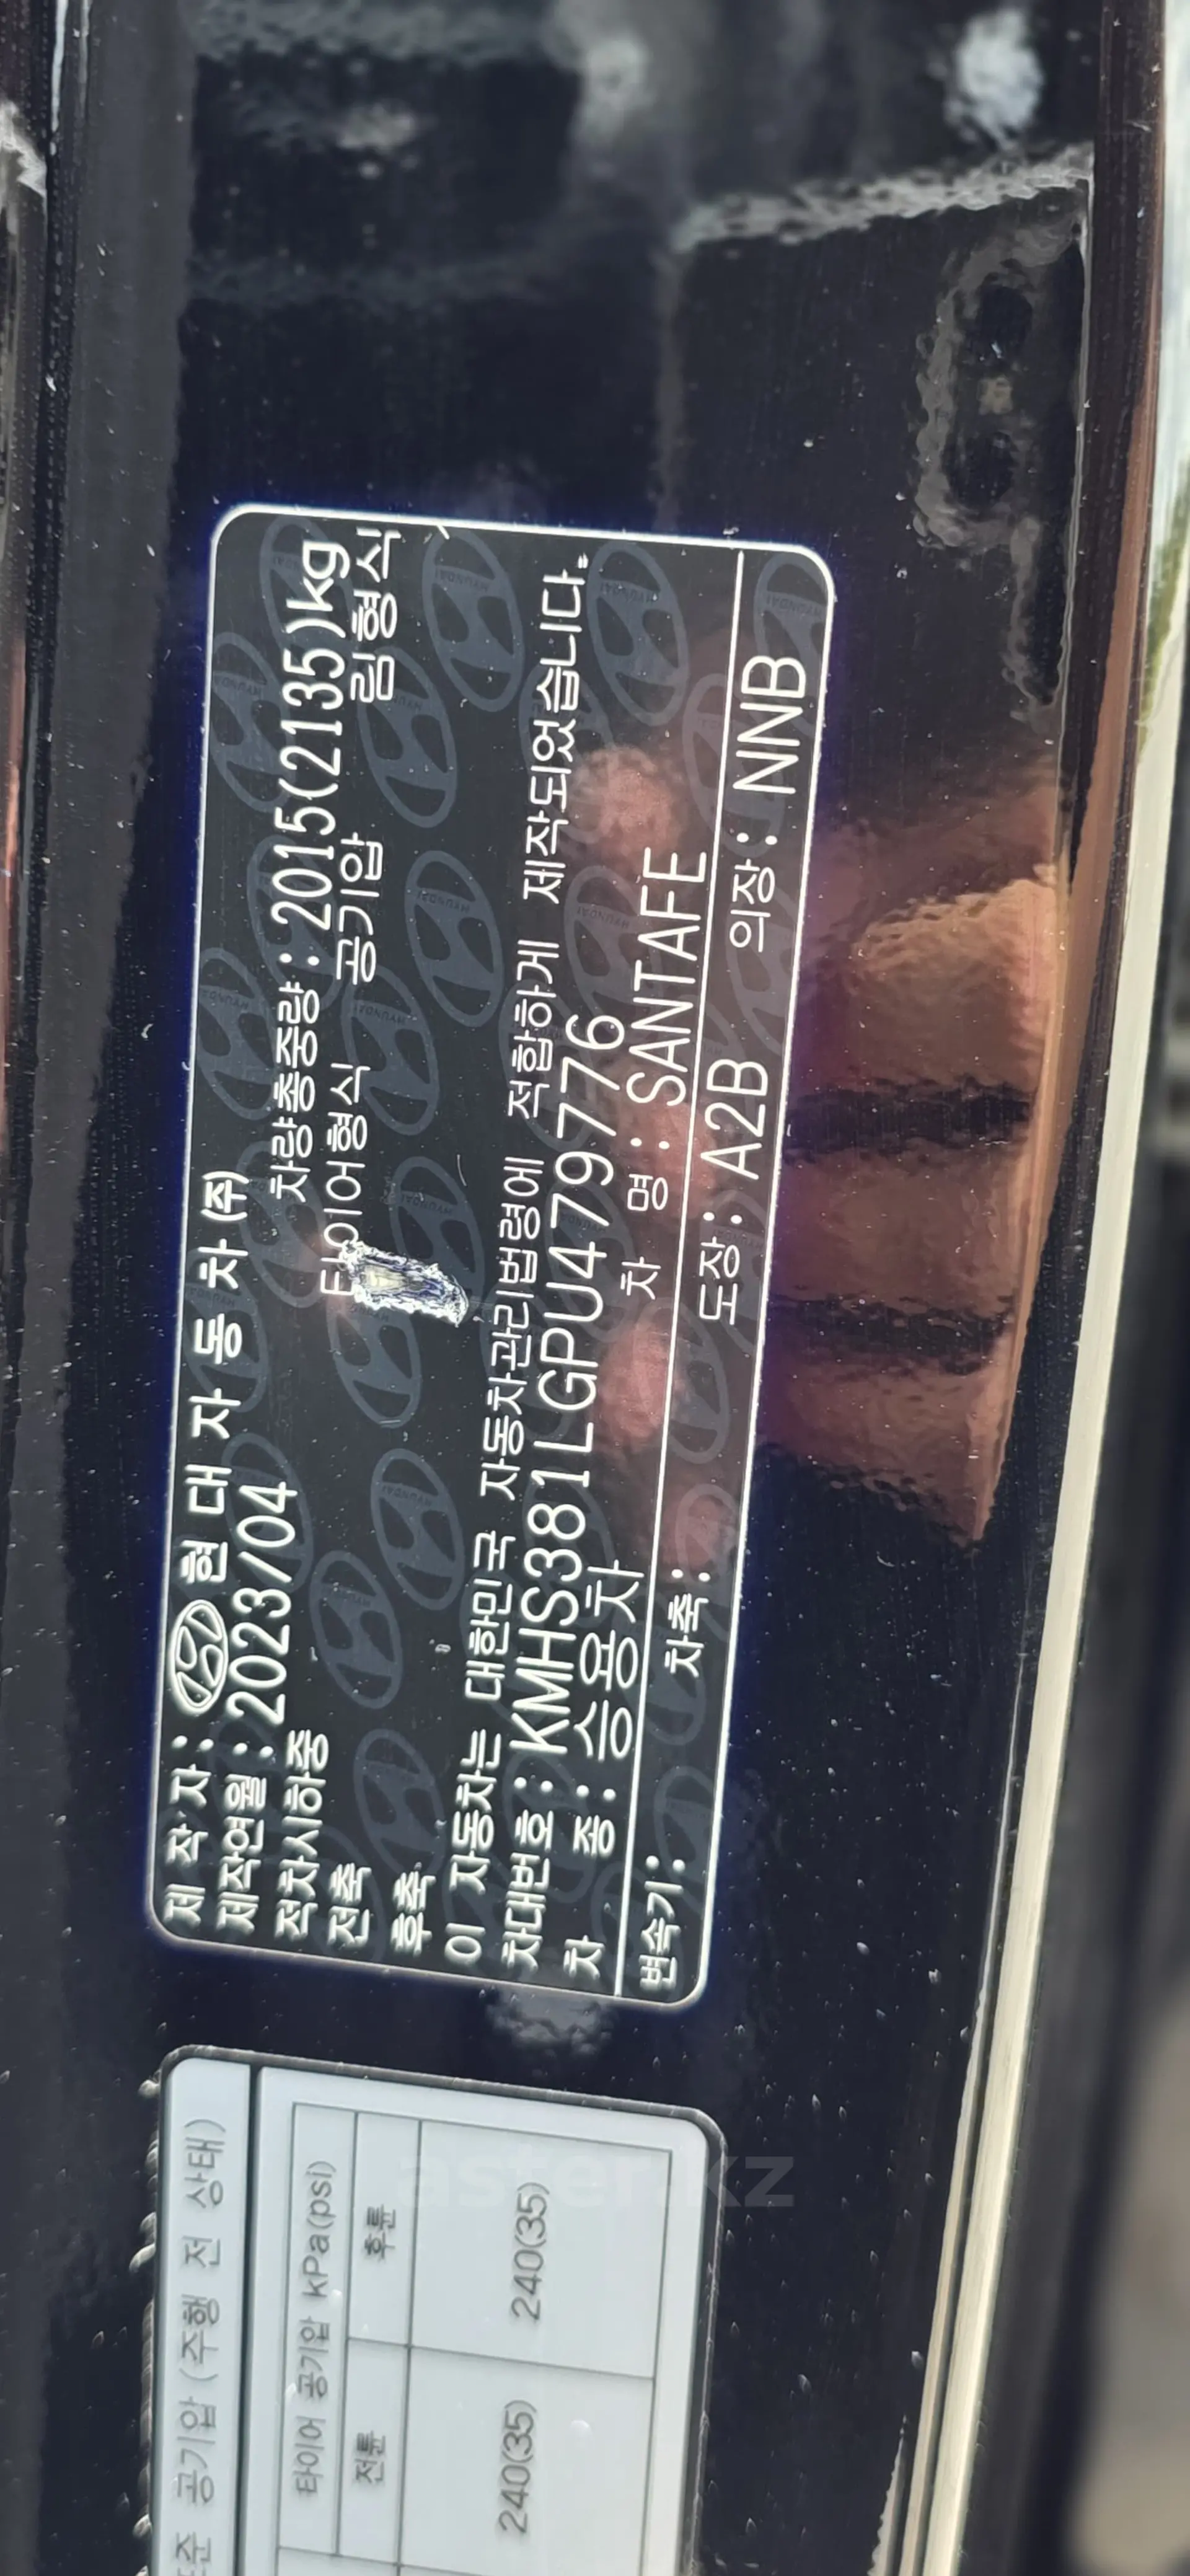 제 작 자 : 현 대 자 동 차 (주)
제작연월 : 2023/04 차량총중량 : 2015(2135)kg
적차시하중 타이어형식 공기압 림형식
전축
후축
이 자동차는 대한민국 자동차관리법령에 적합하게 제작되었습니다.
차대번호 : KMHS381LGPU479776
차 종 : 승용차 차 명 : SANTAFE
변속기 : 차축 : 도장 : A2B 의장 : NNB
공기압 (주행 전 상태)
타이어 공기압 kPa(psi)
전륜 후륜
240(35) 240(35)
aster.kz